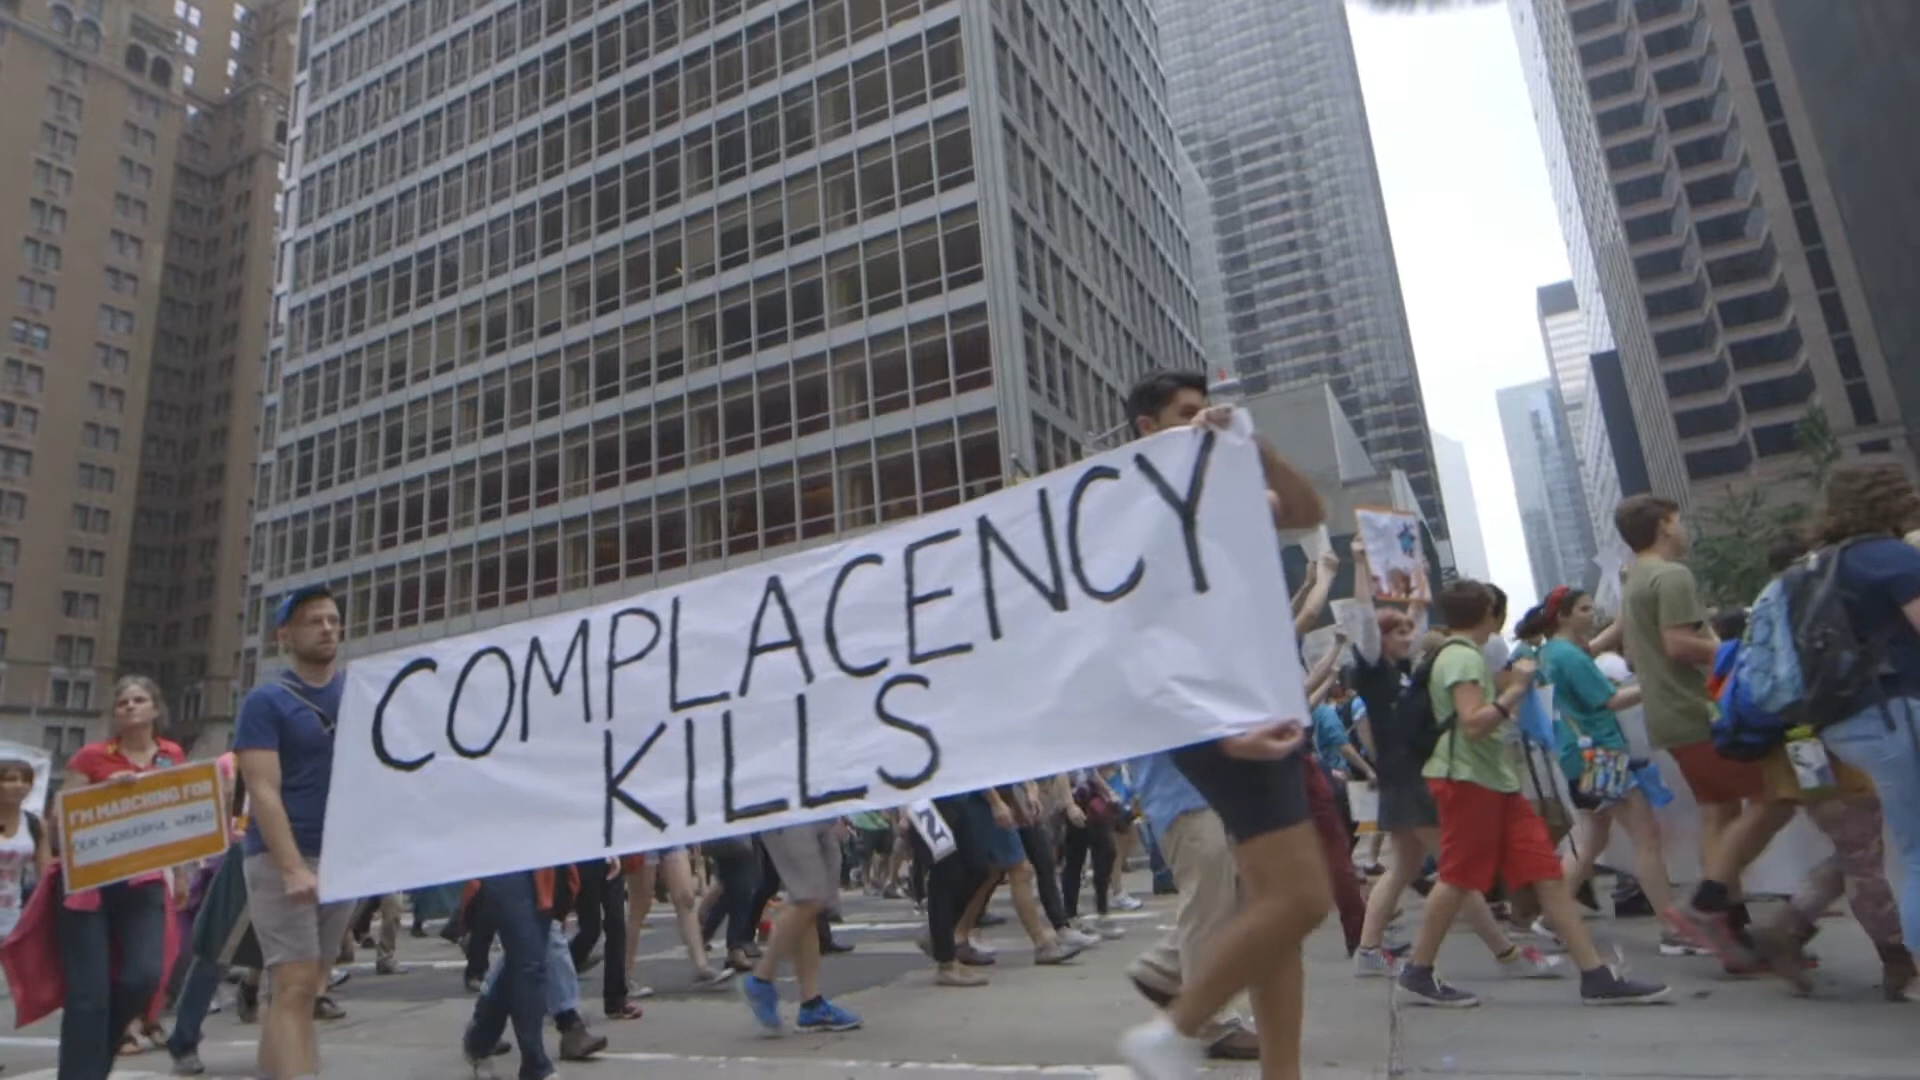 COMPLACENCY
KILLS
I'M MARCHING FOR
OUR WONDERFUL WORLD
N